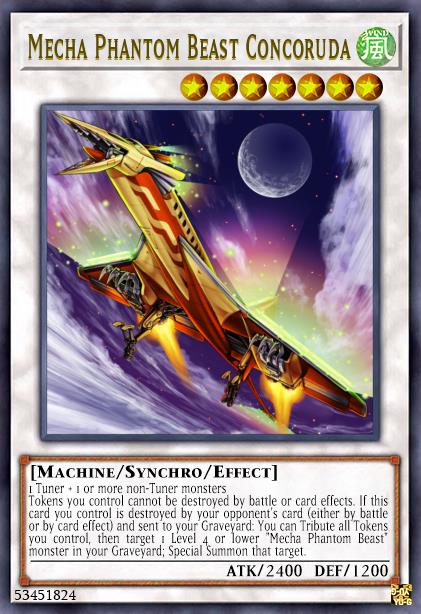 MECHA PHANTOM BEAST CONCORUDA
WIND
風
[MACHINE/SYNCHRO/EFFECT]
1 Tuner + 1 or more non-Tuner monsters
Tokens you control cannot be destroyed by battle or card effects. If this
card you control is destroyed by your opponent's card (either by battle
or by card effect) and sent to your Graveyard: You can Tribute all Tokens
you control, then target 1 Level 4 or lower "Mecha Phantom Beast"
monster in your Graveyard; Special Summon that target.
ATK/2400 DEF/1200
53451824